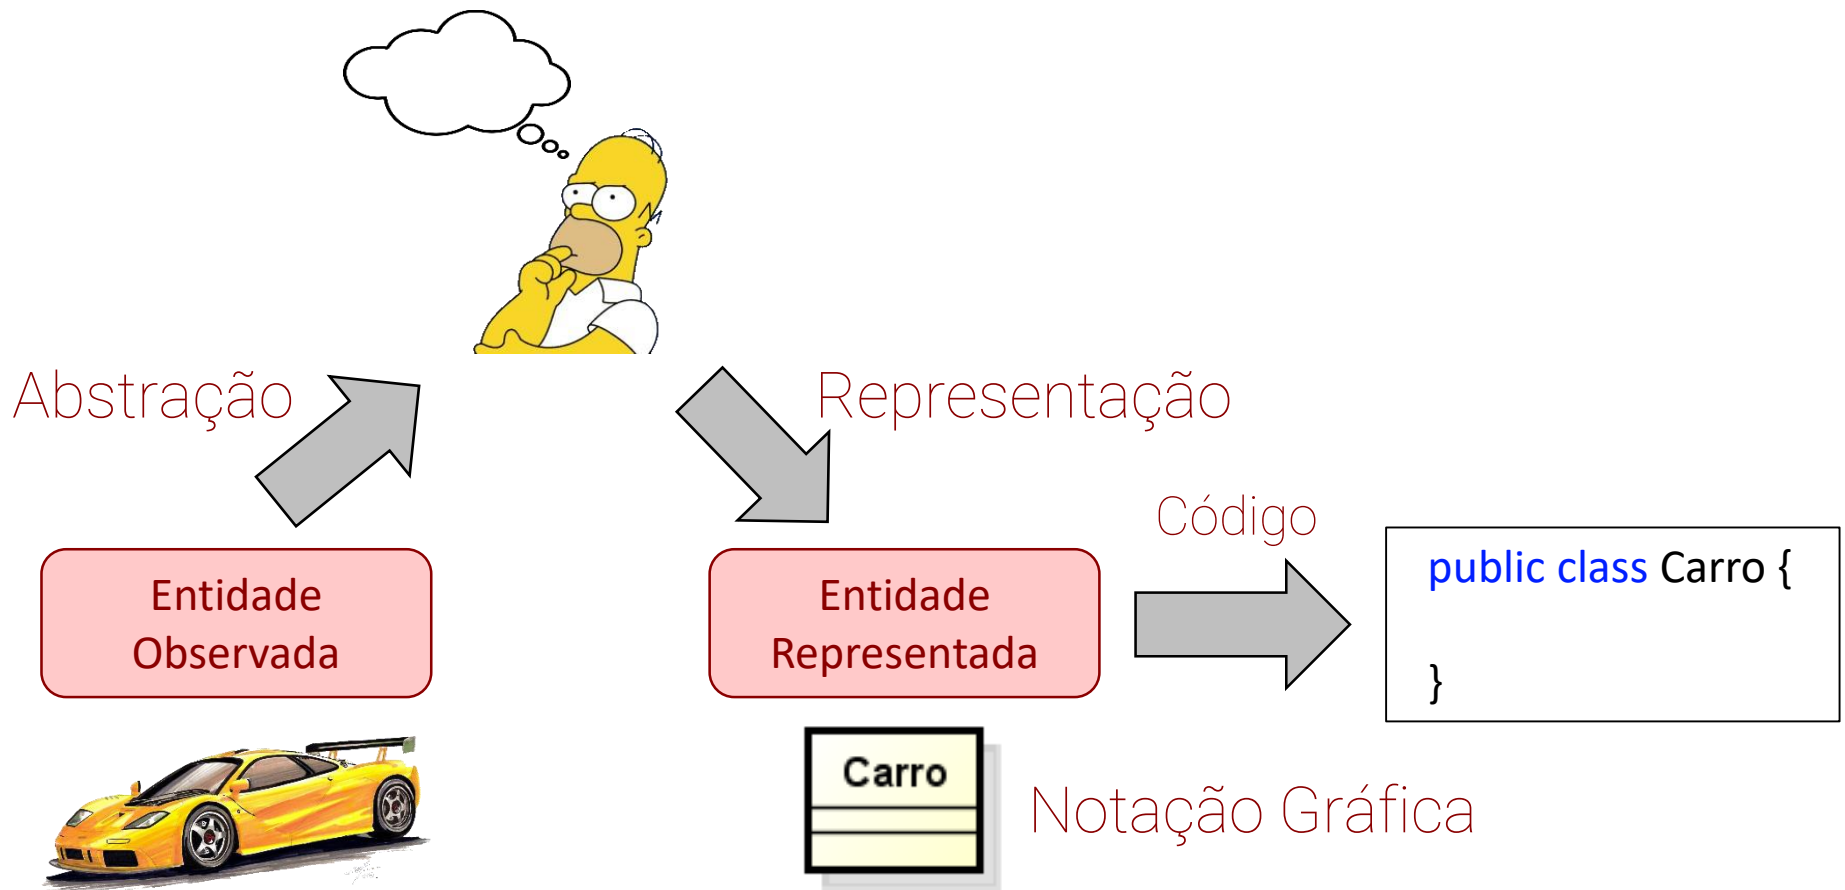 Abstração
Representação
Código
Entidade
Observada
Entidade
Representada
public class Carro {
}
Carro
Notação Gráfica